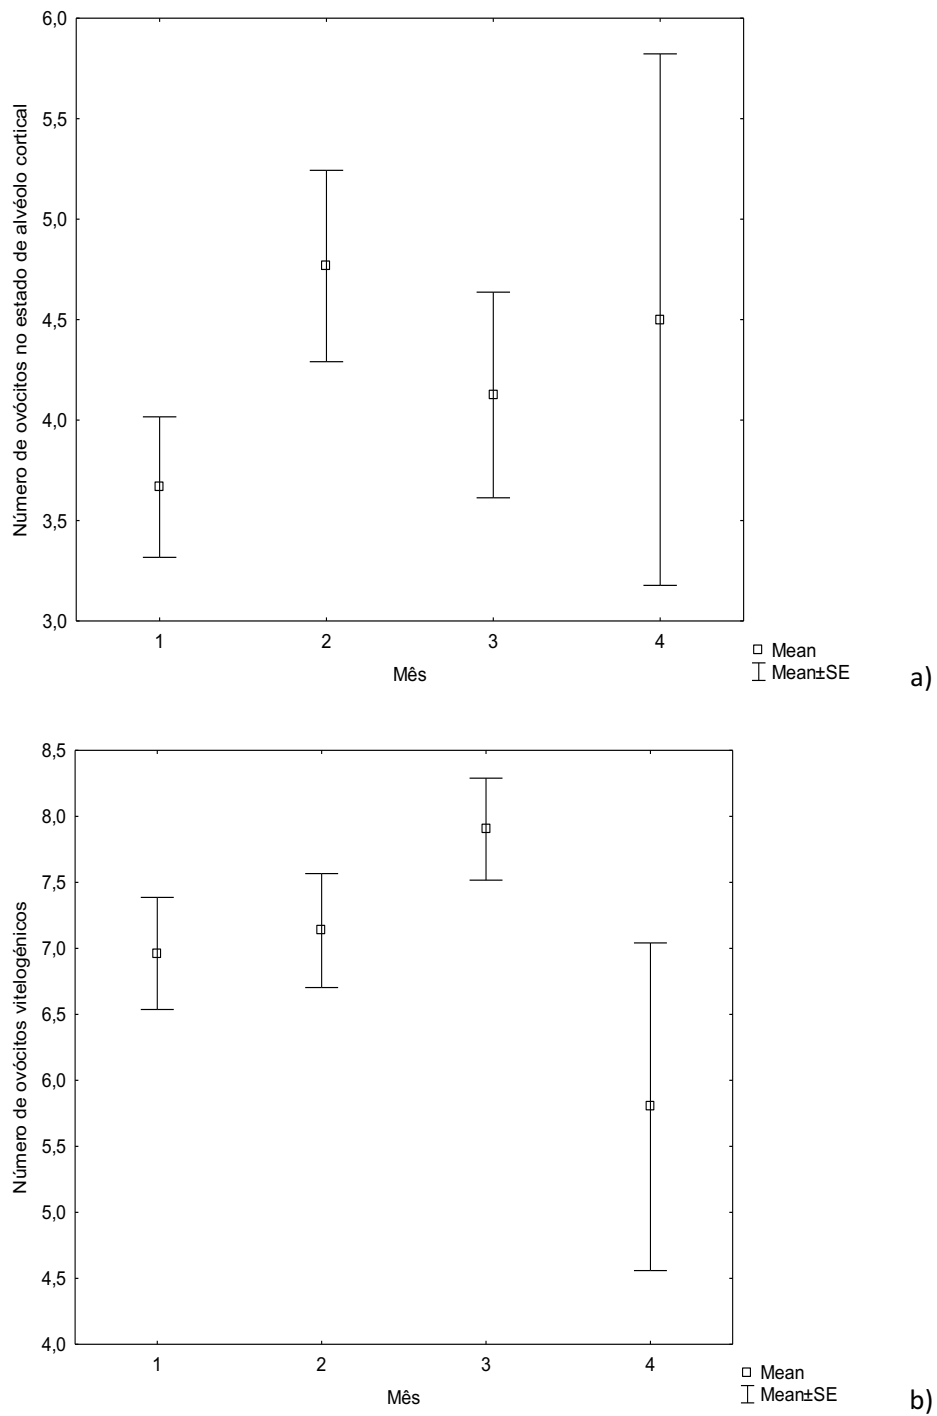 Número de ovócitos no estado de alvéolo cortical
6,0
5,5
5,0
4,5
4,0
3,5
3,0
1 2 3 4
Mês
Mean
Mean±SE
a)
Número de ovócitos vitelogénicos
8,5
8,0
7,5
7,0
6,5
6,0
5,5
5,0
4,5
4,0
1 2 3 4
Mês
Mean
Mean±SE
b)